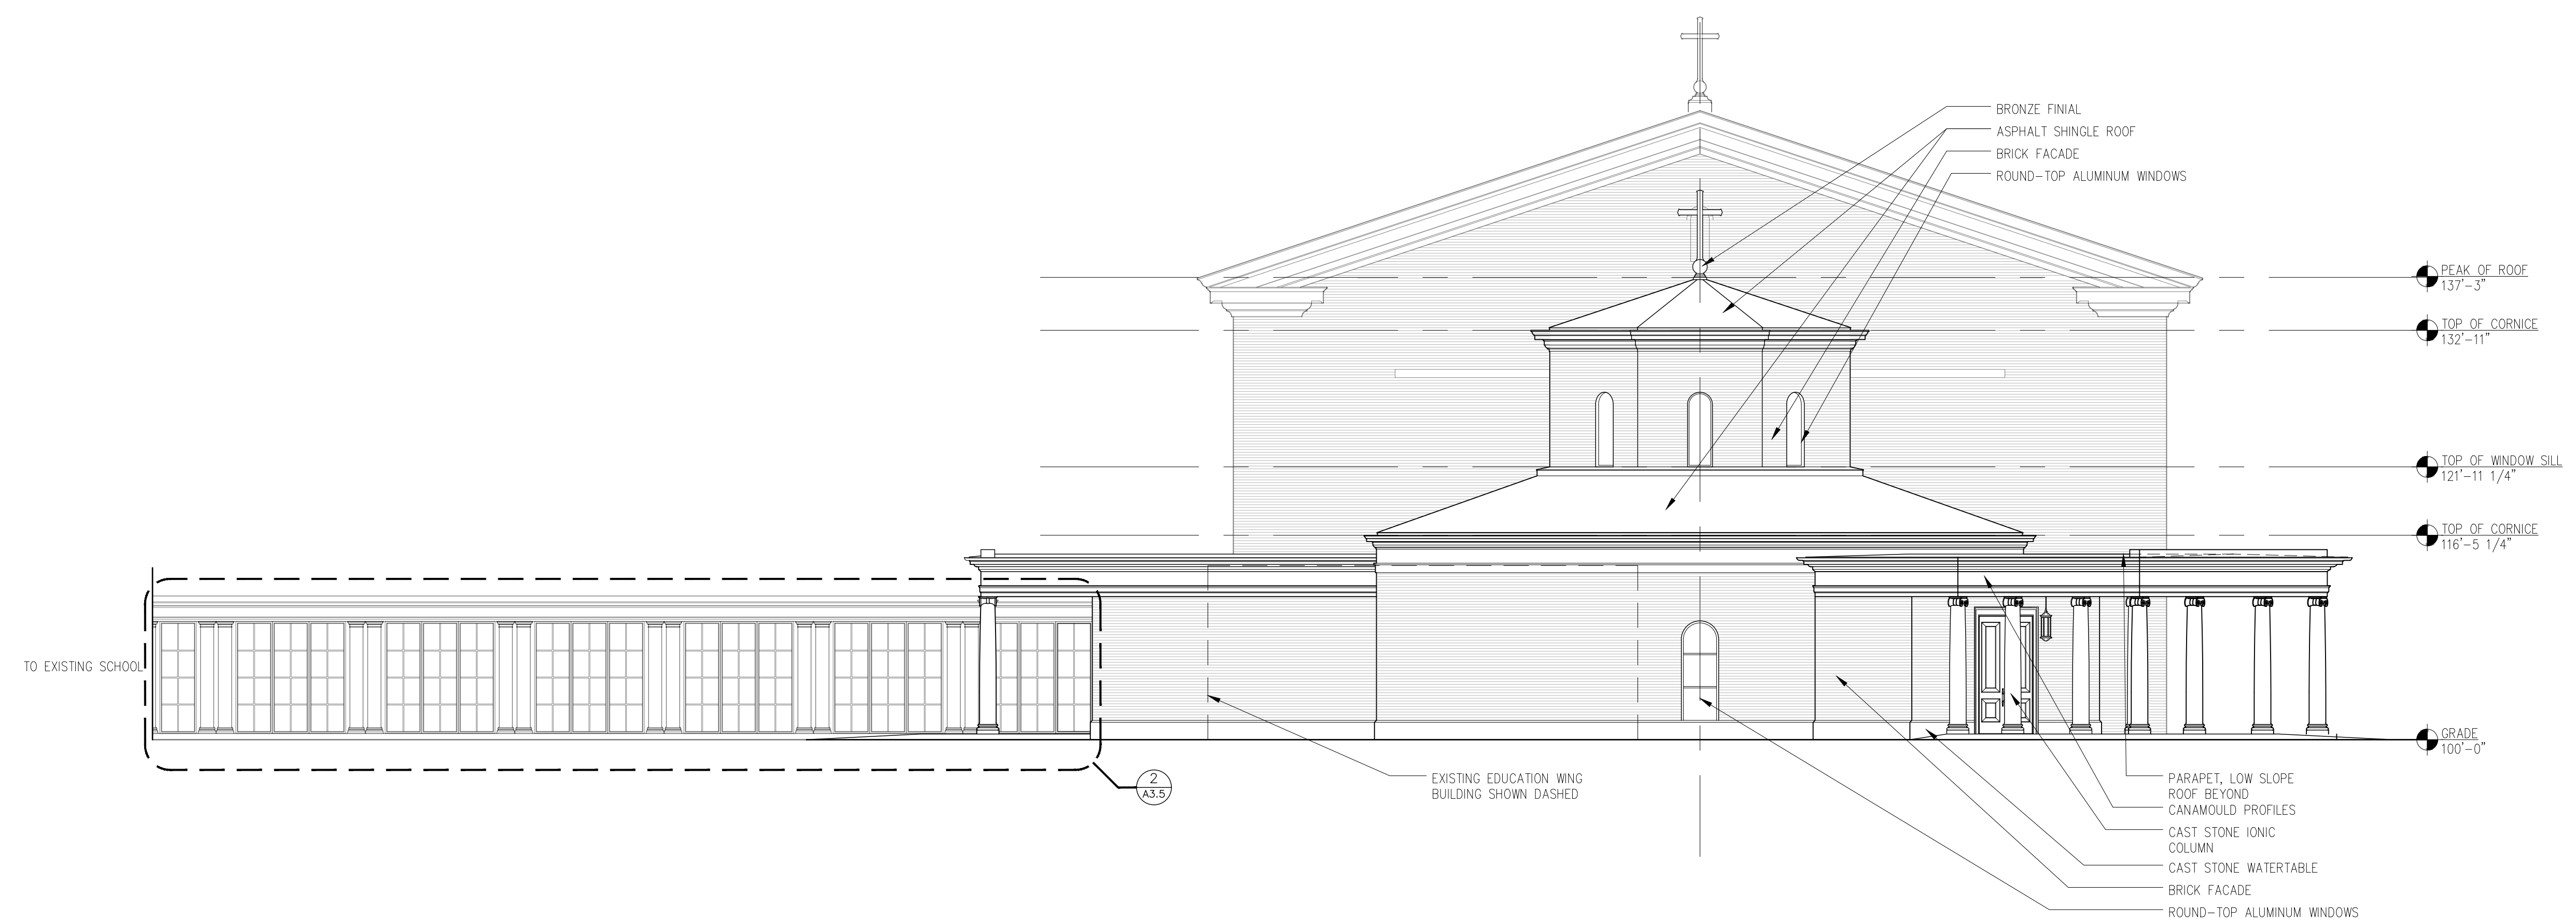 BRONZE FINIAL
ASPHALT SHINGLE ROOF
BRICK FACADE
ROUND-TOP ALUMINUM WINDOWS
PEAK OF ROOF
137'-3"
TOP OF CORNICE
132'-11"
TOP OF WINDOW SILL
121'-11 1/4"
TOP OF CORNICE
116'-5 1/4"
TO EXISTING SCHOOL
GRADE
100'-0"
2
A3.5
EXISTING EDUCATION WING
BUILDING SHOWN DASHED
PARAPET, LOW SLOPE
ROOF BEYOND
CANAMOULD PROFILES
CAST STONE IONIC
COLUMN
CAST STONE WATERTABLE
BRICK FACADE
ROUND-TOP ALUMINUM WINDOWS